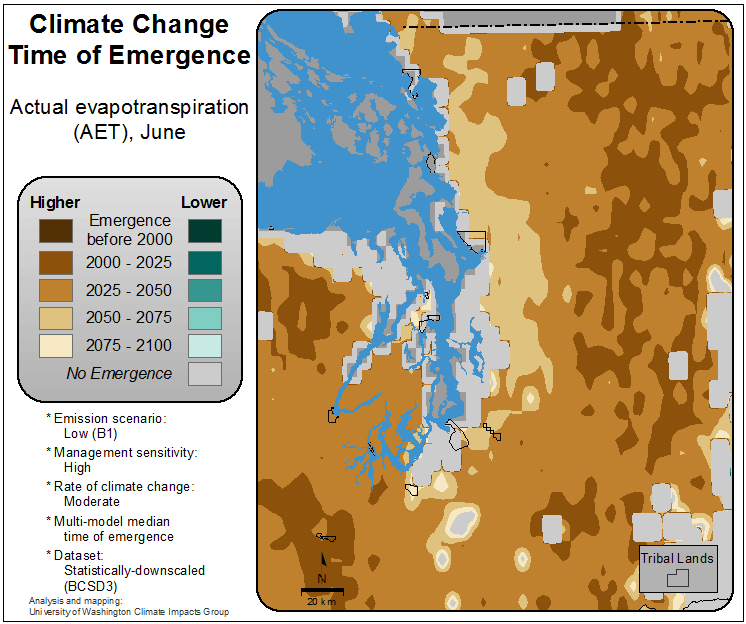 Climate Change
Time of Emergence
Actual evapotranspiration
(AET), June
Higher Lower
Emergence
before 2000
2000 - 2025
2025 - 2050
2050 - 2075
2075 - 2100
No Emergence
* Emission scenario:
Low (B1)
* Management sensitivity:
High
* Rate of climate change:
Moderate
* Multi-model median
time of emergence
* Dataset:
Statistically-downscaled
(BCSD3)
Analysis and mapping:
University of Washington Climate Impacts Group
N
20 km
Tribal Lands